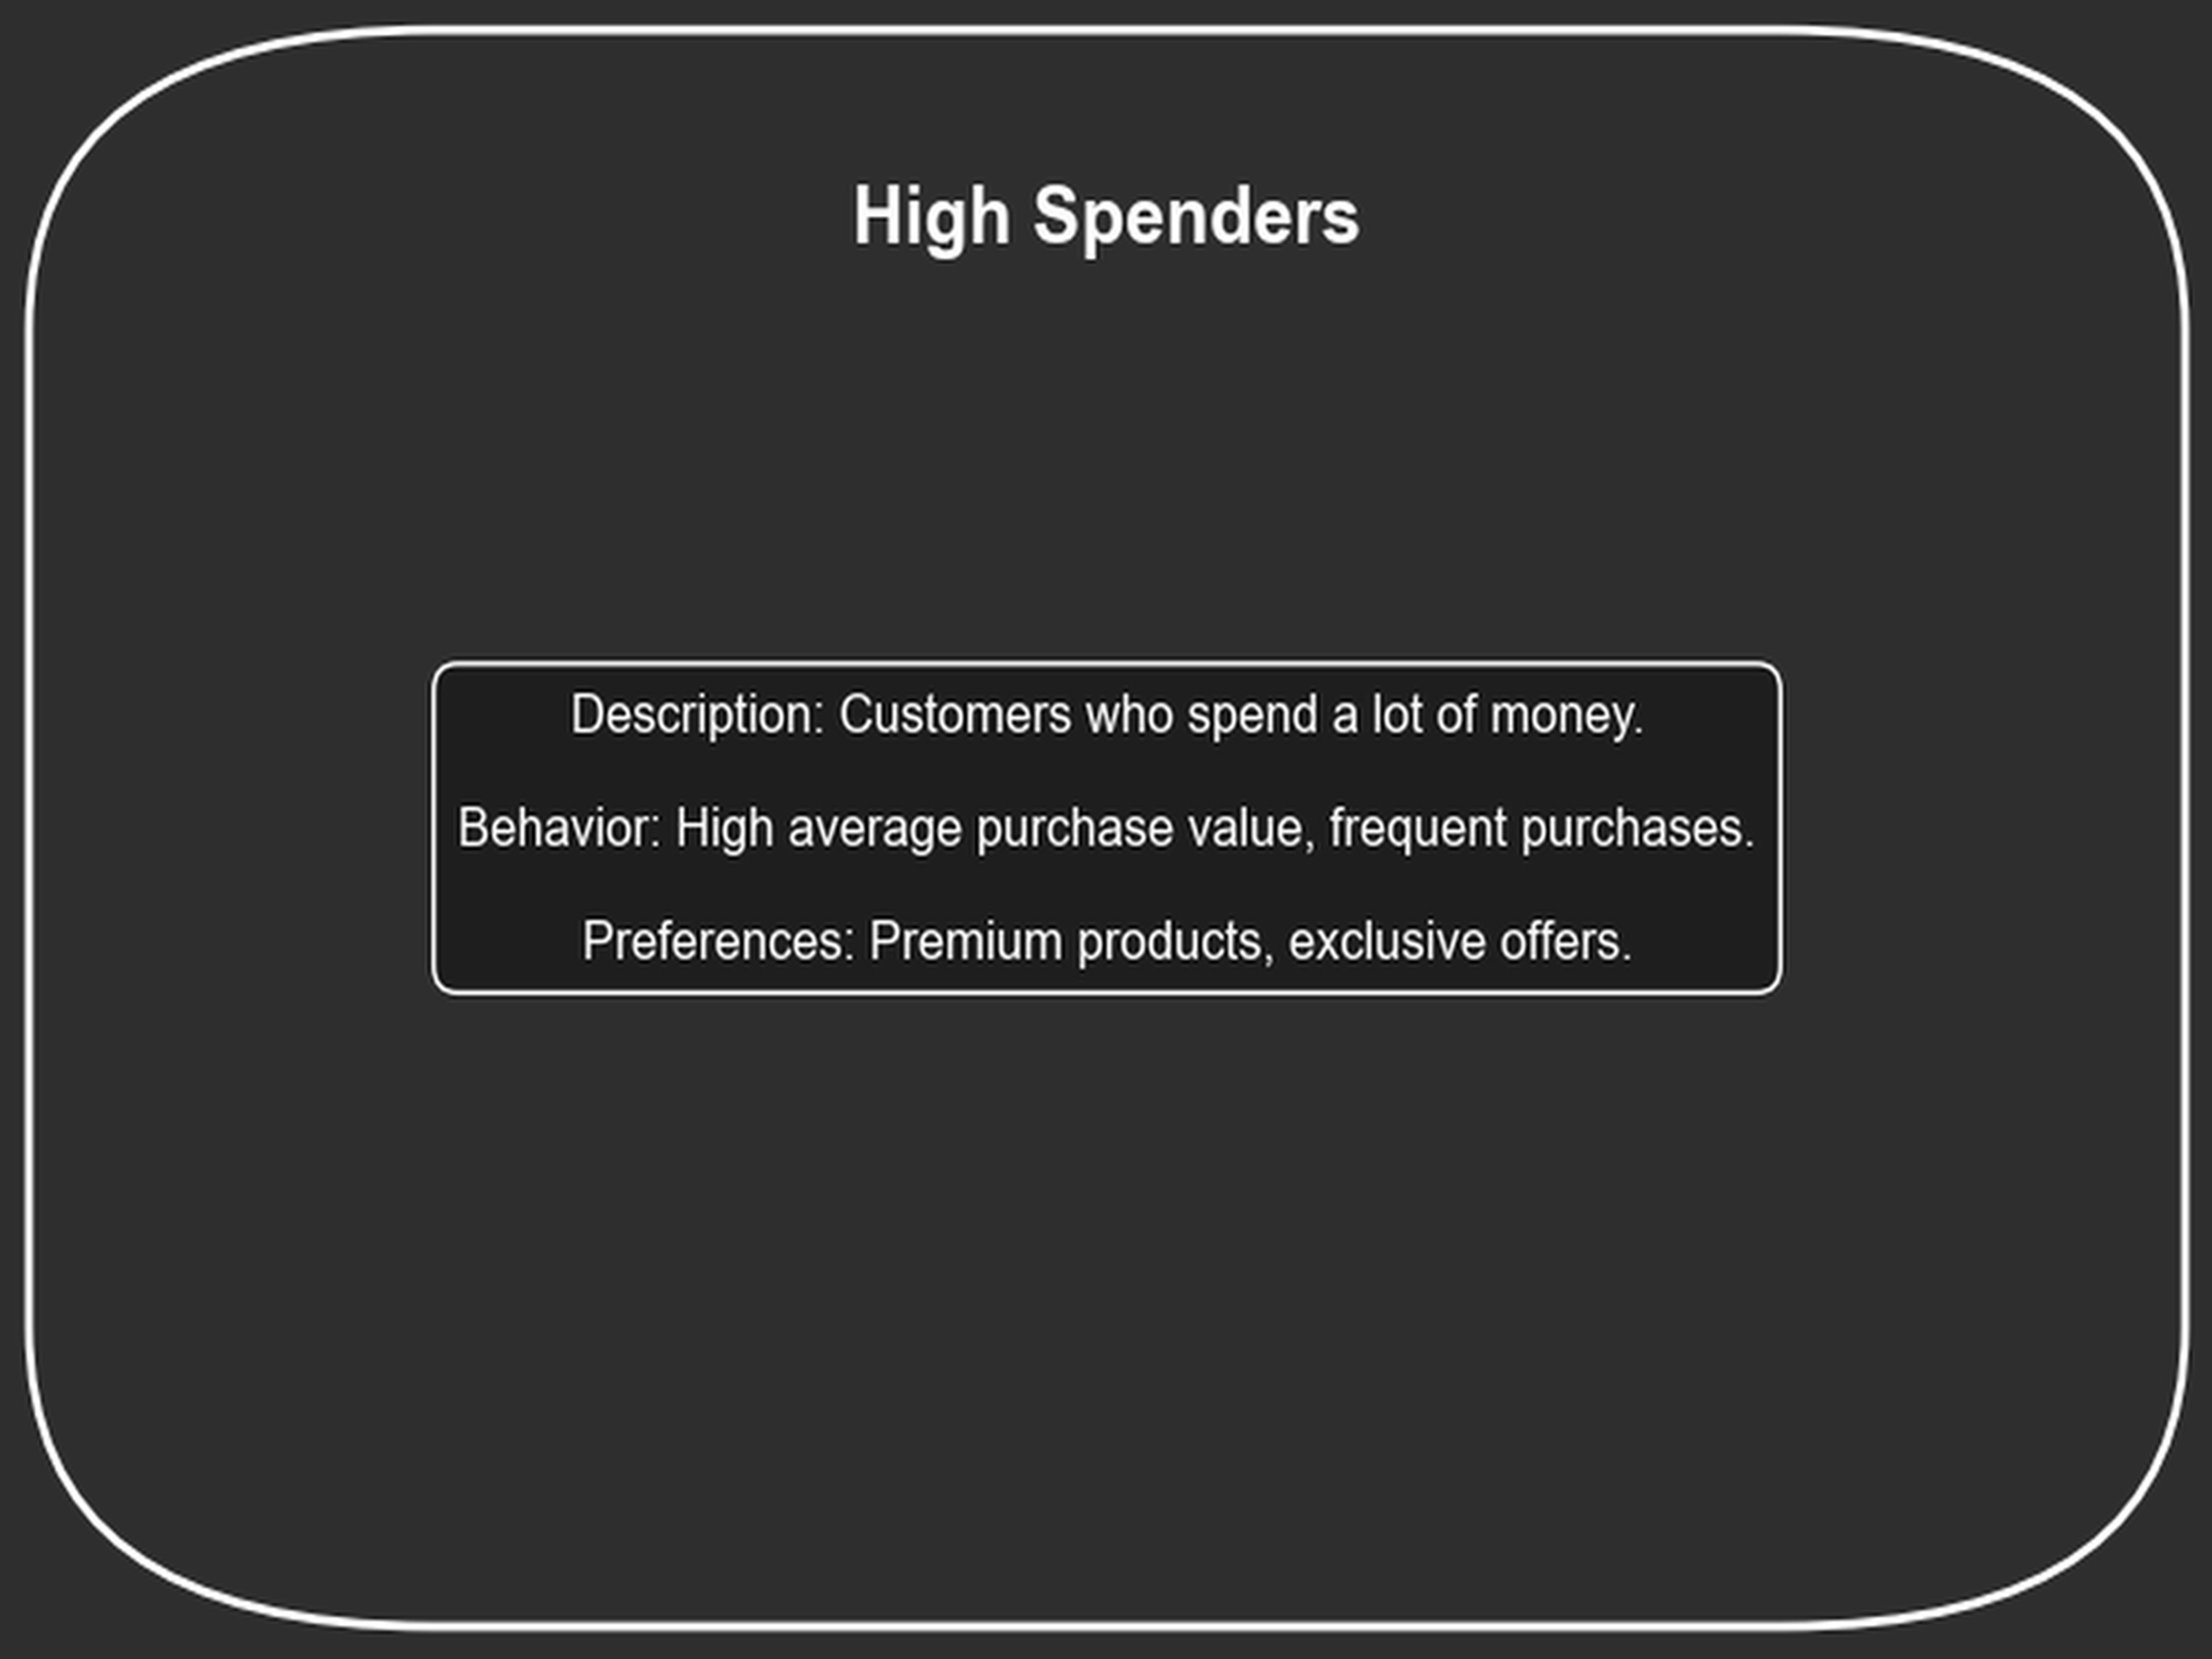 High Spenders
Description: Customers who spend a lot of money.
Behavior: High average purchase value, frequent purchases.
Preferences: Premium products, exclusive offers.